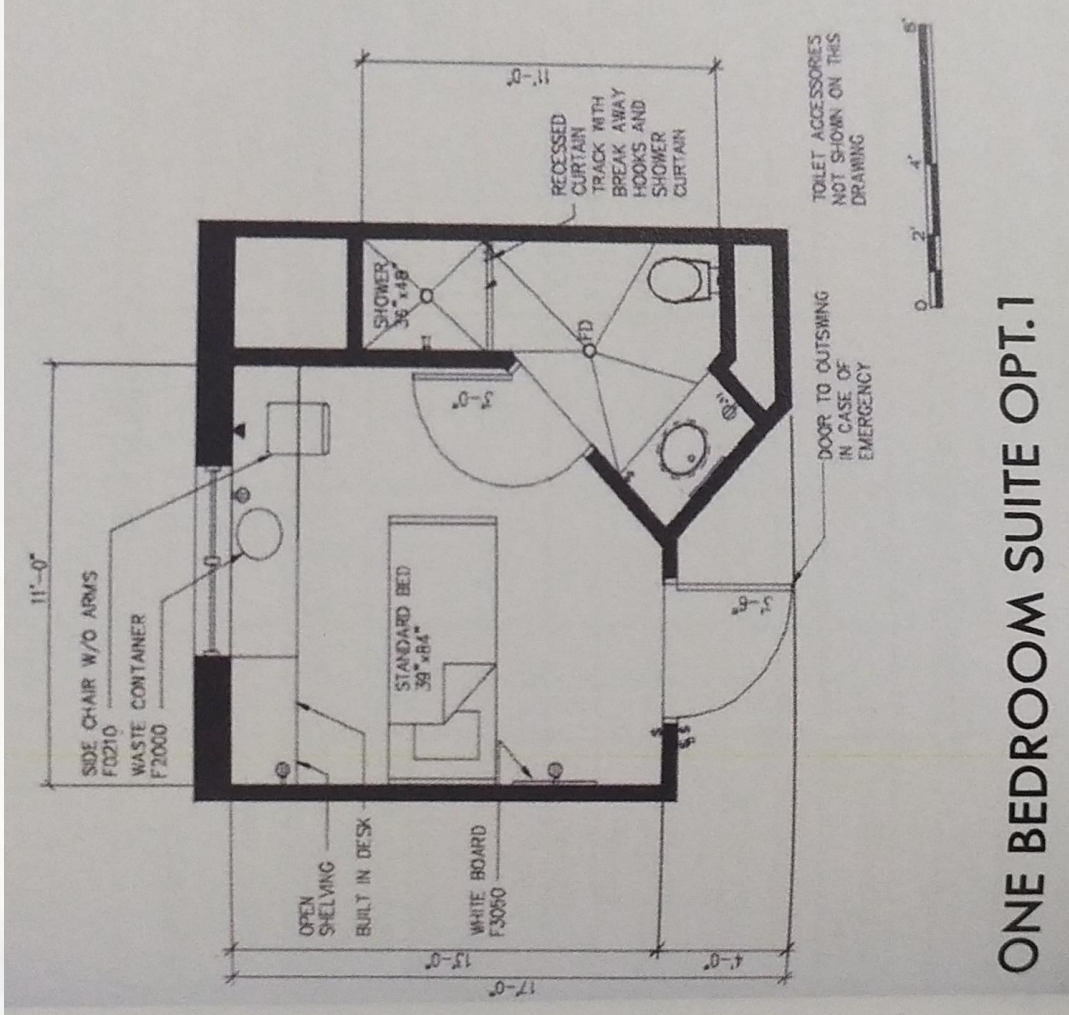 11'-0"
SIDE CHAIR W/O ARMS
F0210
WASTE CONTAINER
F2000
OPEN
SHELVING
BUILT IN DESK
WHITE BOARD
F3050
STANDARD BED
39"x84"
SHOWER
36"x48"
FD
3'-0"
11'-0"
RECESSED
CURTAIN
TRACK WITH
BREAK AWAY
HOOKS AND
SHOWER
CURTAIN
TOILET ACCESSORIES
NOT SHOWN ON THIS
DRAWING
DOOR TO OUTSWING
IN CASE OF
EMERGENCY
13'-0"
4'-0"
17'-0"
0 2' 4' 8'
ONE BEDROOM SUITE OPT.1